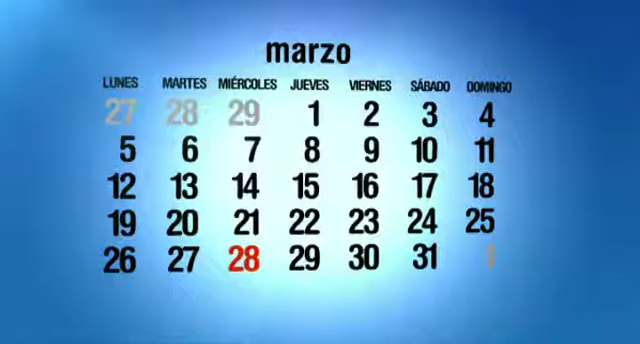 marzo
LUNES MARTES MIÉRCOLES JUEVES VIERNES SÁBADO DOMINGO
27 28 29 1 2 3 4
5 6 7 8 9 10 11
12 13 14 15 16 17 18
19 20 21 22 23 24 25
26 27 28 29 30 31 1